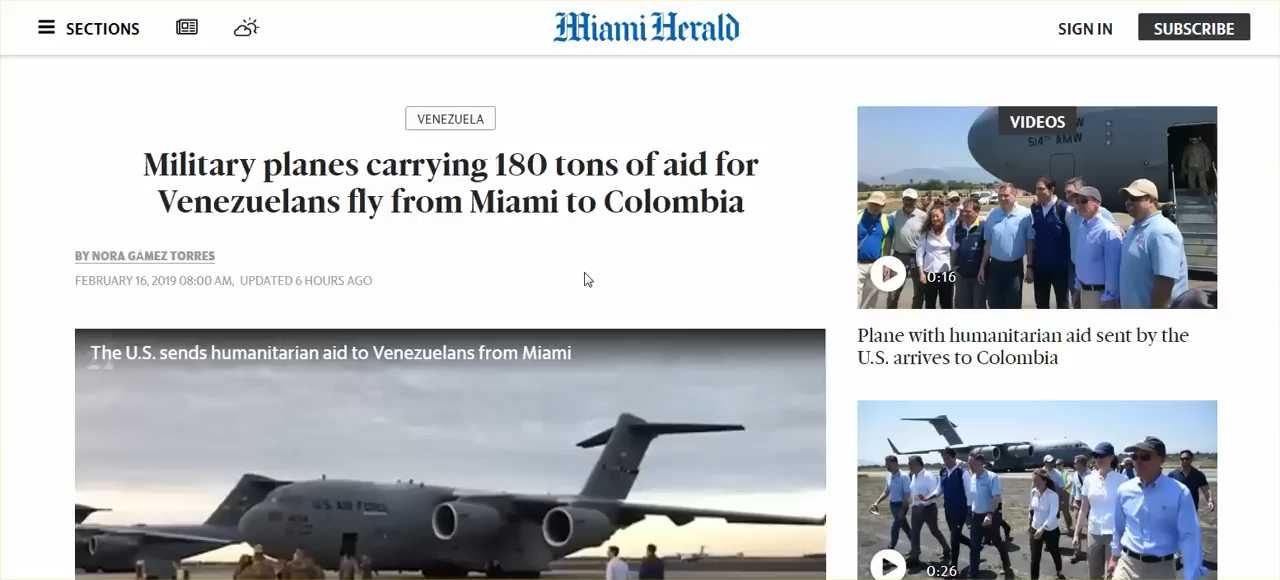 SECTIONS
Miami Herald
SIGN IN
SUBSCRIBE
VENEZUELA
Military planes carrying 180 tons of aid for
Venezuelans fly from Miami to Colombia
BY NORA GÁMEZ TORRES
FEBRUARY 16, 2019 08:00 AM, UPDATED 6 HOURS AGO
The U.S. sends humanitarian aid to Venezuelans from Miami
U.S. AIR FORCE
VIDEOS
514TH AMW
0:16
Plane with humanitarian aid sent by the
U.S. arrives to Colombia
0:26